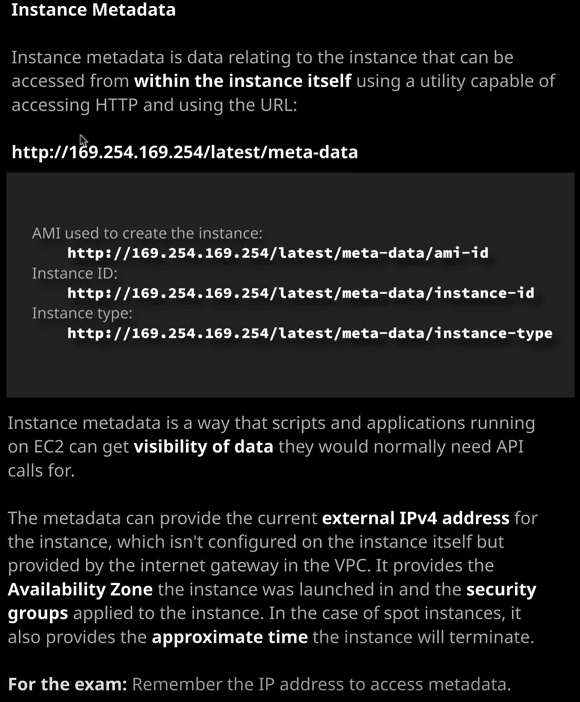 Instance Metadata
Instance metadata is data relating to the instance that can be
accessed from within the instance itself using a utility capable of
accessing HTTP and using the URL:
http://169.254.169.254/latest/meta-data
AMI used to create the instance:
http://169.254.169.254/latest/meta-data/ami-id
Instance ID:
http://169.254.169.254/latest/meta-data/instance-id
Instance type:
http://169.254.169.254/latest/meta-data/instance-type
Instance metadata is a way that scripts and applications running
on EC2 can get visibility of data they would normally need API
calls for.
The metadata can provide the current external IPv4 address for
the instance, which isn't configured on the instance itself but
provided by the internet gateway in the VPC. It provides the
Availability Zone the instance was launched in and the security
groups applied to the instance. In the case of spot instances, it
also provides the approximate time the instance will terminate.
For the exam: Remember the IP address to access metadata.